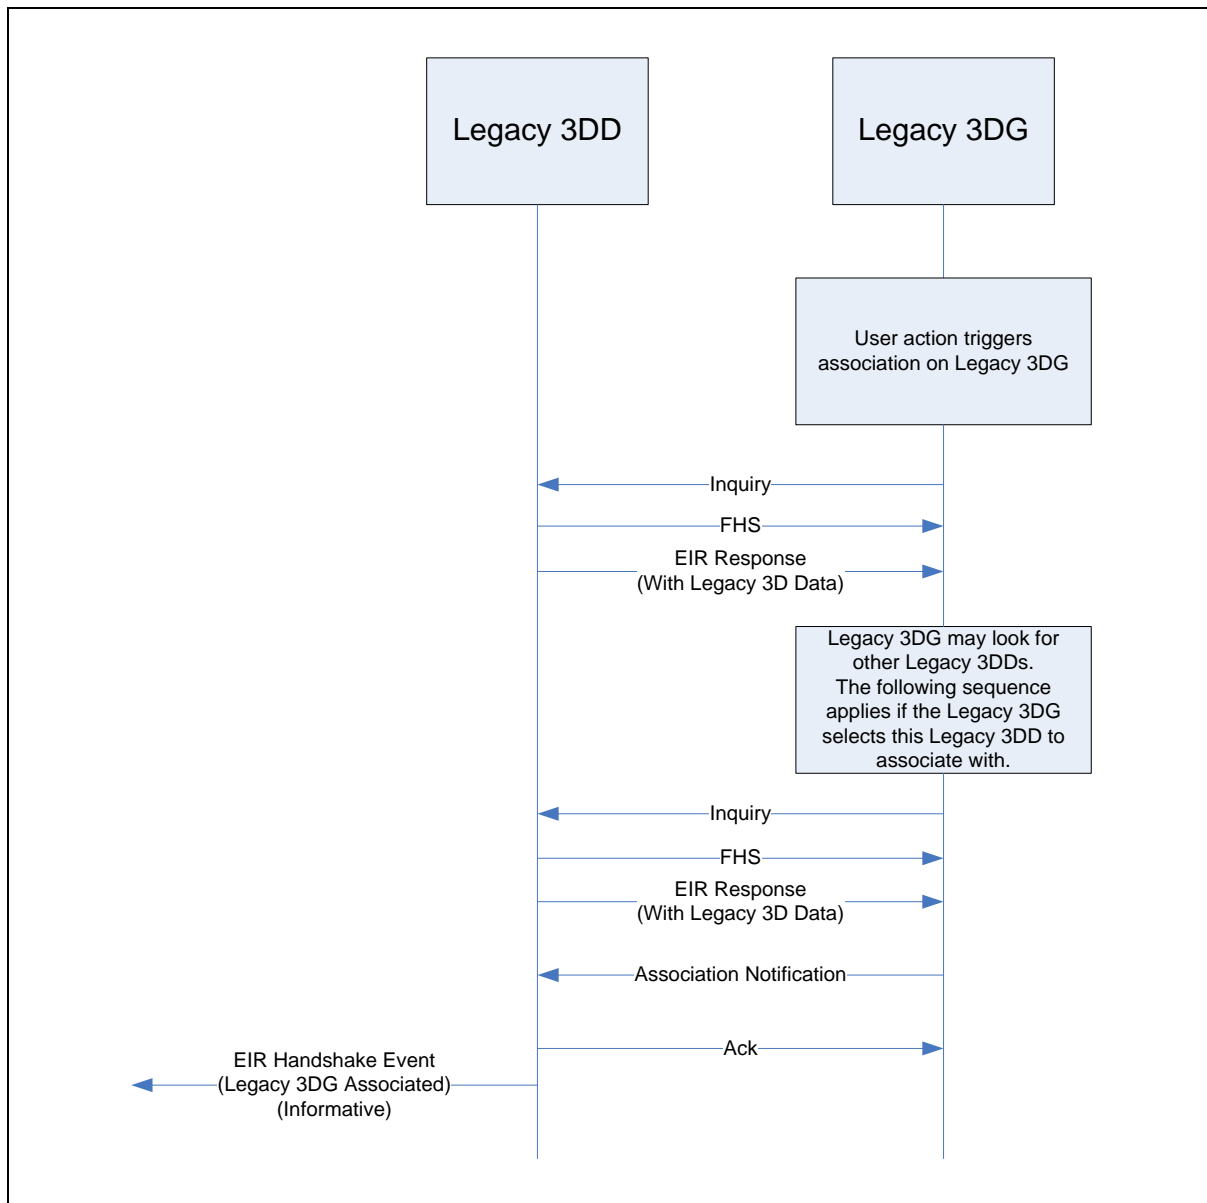 Legacy 3DD
Legacy 3DG
User action triggers
association on Legacy 3DG
Inquiry
FHS
EIR Response
(With Legacy 3D Data)
Legacy 3DG may look for
other Legacy 3DDs.
The following sequence
applies if the Legacy 3DG
selects this Legacy 3DD to
associate with.
Inquiry
FHS
EIR Response
(With Legacy 3D Data)
Association Notification
Ack
EIR Handshake Event
(Legacy 3DG Associated)
(Informative)